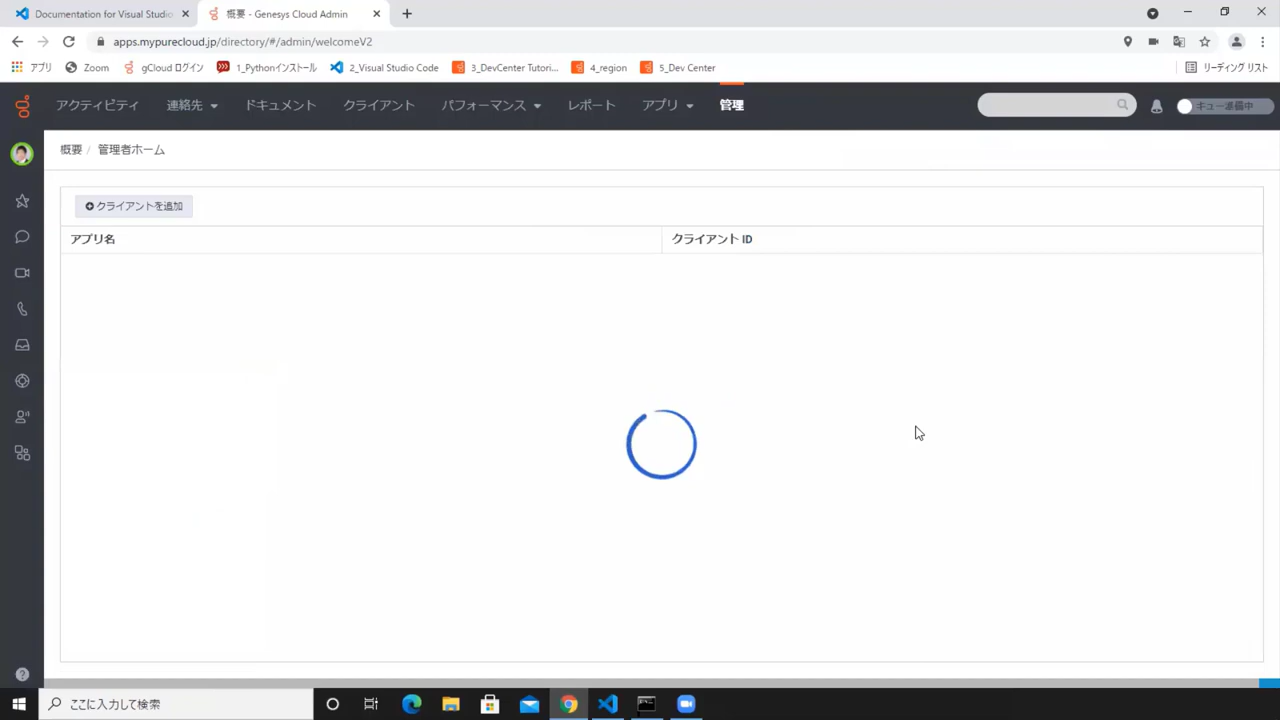 Documentation for Visual Studio
概要 - Genesys Cloud Admin
apps.mypurecloud.jp/directory/#/admin/welcomeV2
アプリ Zoom gCloud ログイン 1_Pythonインストール 2_Visual Studio Code 3_DevCenter Tutori... 4_region 5_Dev Center リーディング リスト
アクティビティ 連絡先 ドキュメント クライアント パフォーマンス レポート アプリ 管理 キュー準備中
概要 / 管理者ホーム
クライアントを追加
アプリ名 クライアント ID
ここに入力して検索